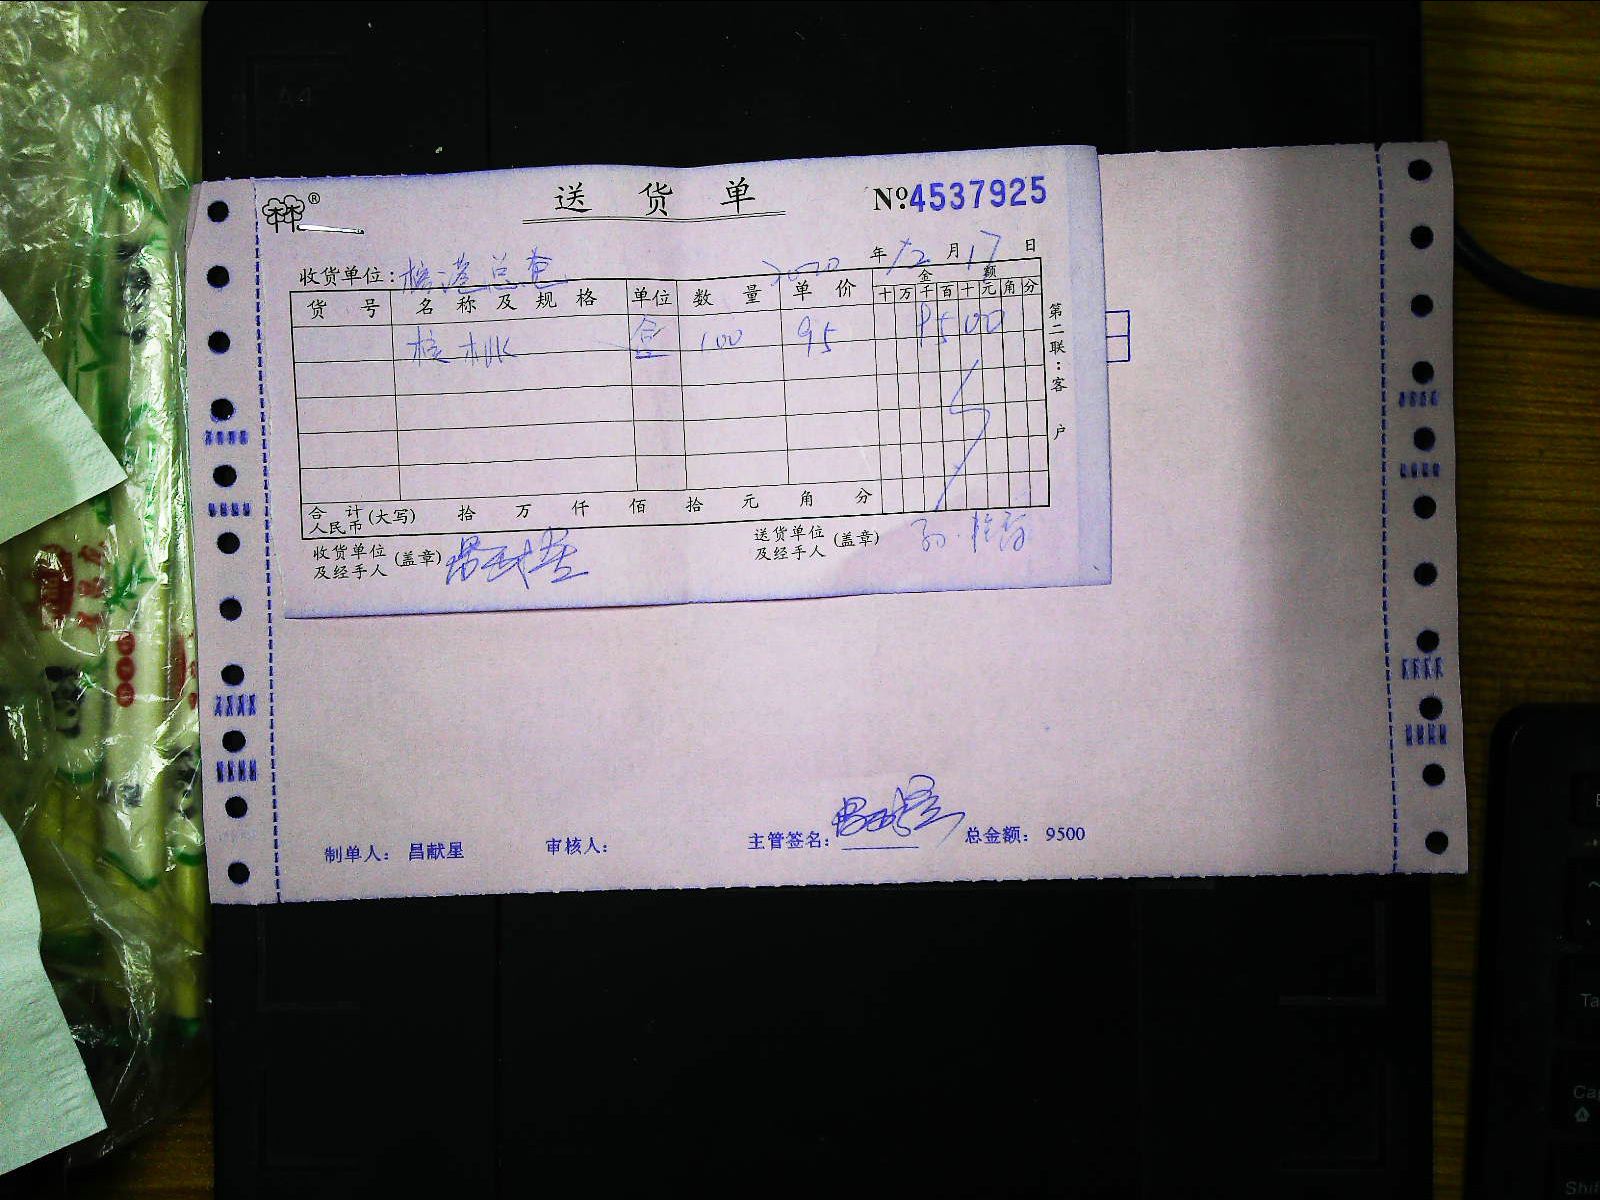 送 货 单
Nº4537925
收货单位:
2020 年 12 月 17 日
货 号 名 称 及 规 格 单位 数 量 单 价 金 额
十 万 千 百 十 元 角 分
核桃 盒 100 95 9500
第二联:客 户
合 计 人民币 (大写) 拾 万 仟 佰 拾 元 角 分
收货单位及经手人 (盖章)
送货单位及经手人 (盖章)
制单人: 昌献星 审核人: 主管签名: 总金额: 9500